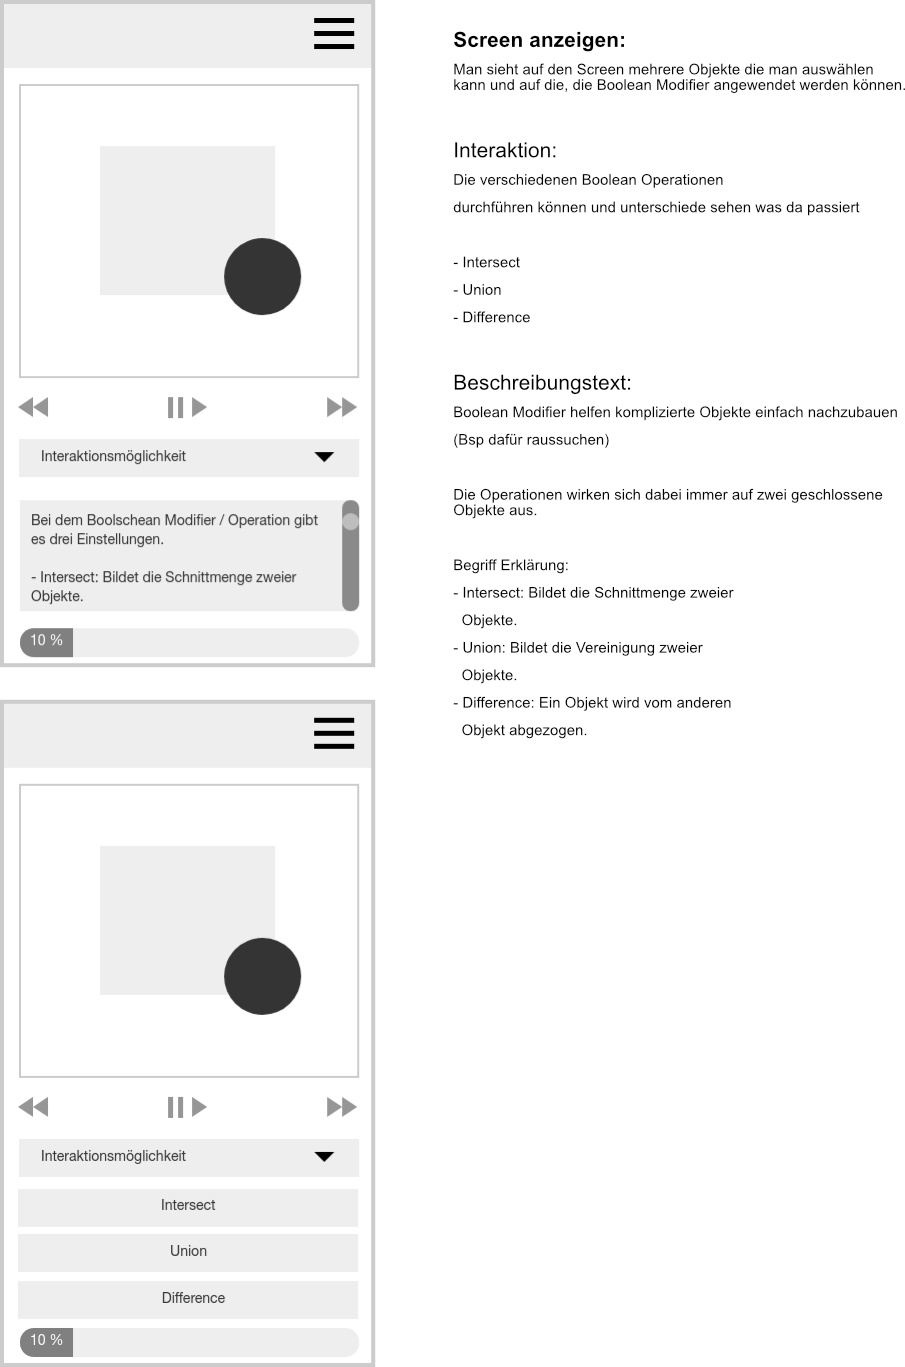 Screen anzeigen:
Man sieht auf den Screen mehrere Objekte die man auswählen
kann und auf die, die Boolean Modifier angewendet werden können.
Interaktion:
Die verschiedenen Boolean Operationen
durchführen können und unterschiede sehen was da passiert
- Intersect
- Union
- Difference
Beschreibungstext:
Boolean Modifier helfen komplizierte Objekte einfach nachzubauen
(Bsp dafür raussuchen)
Die Operationen wirken sich dabei immer auf zwei geschlossene
Objekte aus.
Begriff Erklärung:
- Intersect: Bildet die Schnittmenge zweier
Objekte.
- Union: Bildet die Vereinigung zweier
Objekte.
- Difference: Ein Objekt wird vom anderen
Objekt abgezogen.
Interaktionsmöglichkeit
Bei dem Boolschean Modifier / Operation gibt
es drei Einstellungen.
- Intersect: Bildet die Schnittmenge zweier
Objekte.
10 %
Interaktionsmöglichkeit
Intersect
Union
Difference
10 %